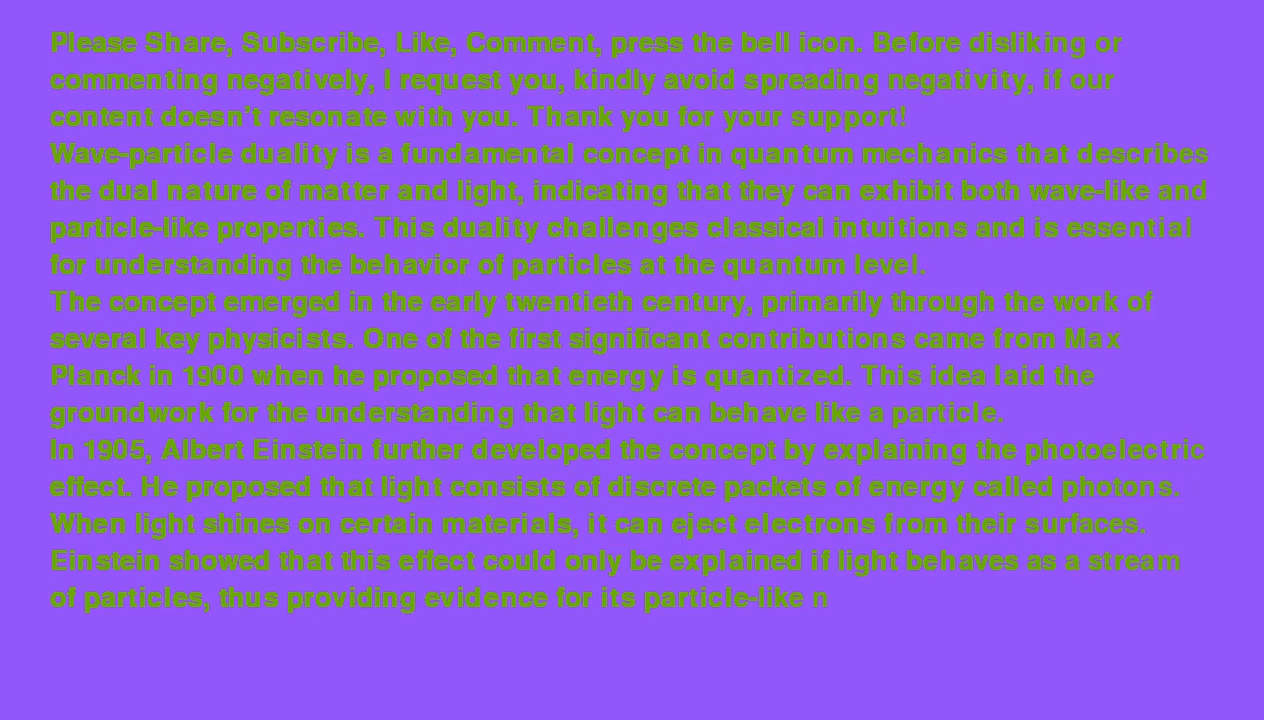 Please Share, Subscribe, Like, Comment, press the bell icon. Before disliking or
commenting negatively, I request you, kindly avoid spreading negativity, if our
content doesn't resonate with you. Thank you for your support!
Wave-particle duality is a fundamental concept in quantum mechanics that describes
the dual nature of matter and light, indicating that they can exhibit both wave-like and
particle-like properties. This duality challenges classical intuitions and is essential
for understanding the behavior of particles at the quantum level.
The concept emerged in the early twentieth century, primarily through the work of
several key physicists. One of the first significant contributions came from Max
Planck in 1900 when he proposed that energy is quantized. This idea laid the
groundwork for the understanding that light can behave like a particle.
In 1905, Albert Einstein further developed the concept by explaining the photoelectric
effect. He proposed that light consists of discrete packets of energy called photons.
When light shines on certain materials, it can eject electrons from their surfaces.
Einstein showed that this effect could only be explained if light behaves as a stream
of particles, thus providing evidence for its particle-like n